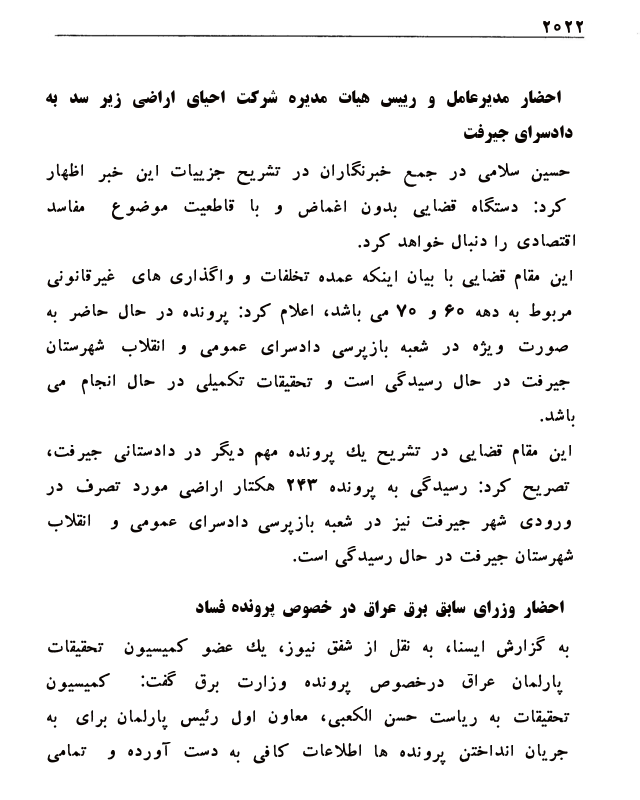 ۲۰۲۲
احضار مدیرعامل و رییس هیات مدیره شرکت احیای اراضی زیر سد به
دادسرای جیرفت
حسین سلامی در جمع خبرنگاران در تشریح جزییات این خبر اظهار
کرد: دستگاه قضایی بدون اغماض و با قاطعیت موضوع مفاسد
اقتصادی را دنبال خواهد کرد.
این مقام قضایی با بیان اینکه عمده تخلفات و واگذاری های غیرقانونی
مربوط به دهه ۶۰ و ۷۰ می باشد، اعلام کرد: پرونده در حال حاضر به
صورت ویژه در شعبه بازپرسی دادسرای عمومی و انقلاب شهرستان
جیرفت در حال رسیدگی است و تحقیقات تکمیلی در حال انجام می
باشد.
این مقام قضایی در تشریح یك پرونده مهم دیگر در دادستانی جیرفت،
تصریح کرد: رسیدگی به پرونده ۲۴۳ هکتار اراضی مورد تصرف در
ورودی شهر جیرفت نیز در شعبه بازپرسی دادسرای عمومی و انقلاب
شهرستان جیرفت در حال رسیدگی است.
احضار وزرای سابق برق عراق در خصوص پرونده فساد
به گزارش ایسنا، به نقل از شفق نیوز، یك عضو کمیسیون تحقیقات
پارلمان عراق درخصوص پرونده وزارت برق گفت: کمیسیون
تحقیقات به ریاست حسن الکعبی، معاون اول رئیس پارلمان برای به
جریان انداختن پرونده ها اطلاعات کافی به دست آورده و تمامی